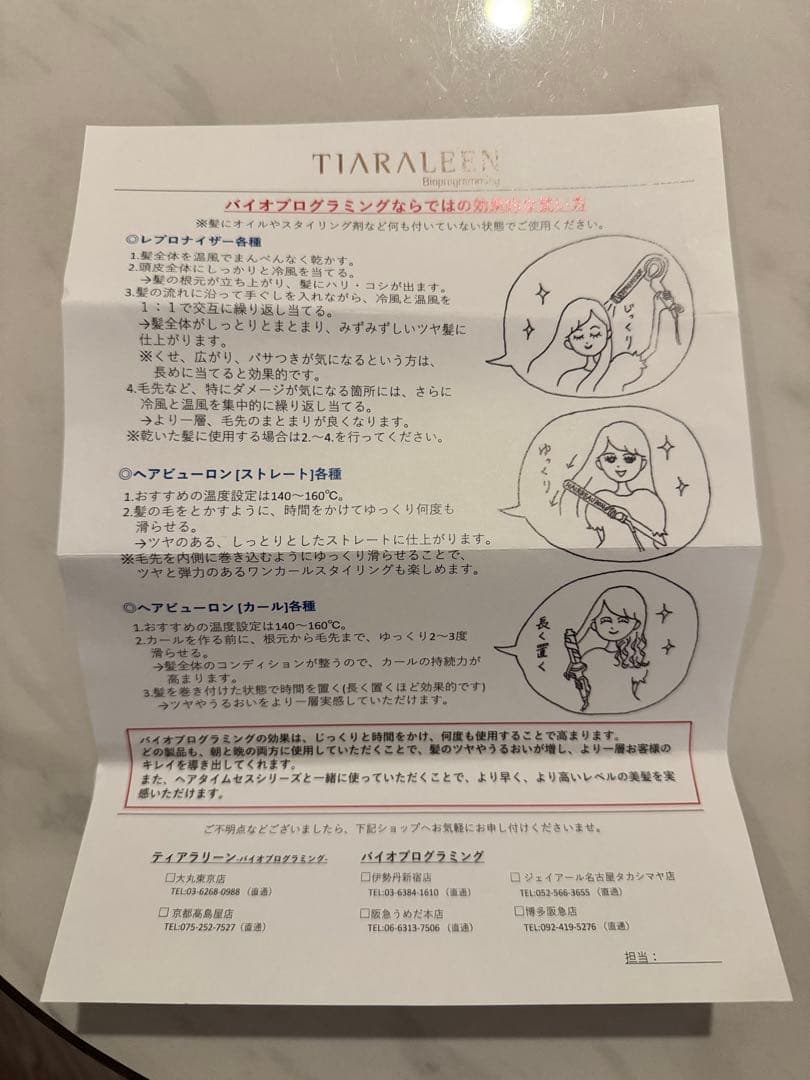 TIARALEEN
Bioprogramming
バイオプログラミングならではの効果的な使い方
※髪にオイルやスタイリング剤など何も付いていない状態でご使用ください。
◎レプロナイザー各種
1.髪全体を温風でまんべんなく乾かす。
2.頭皮全体にしっかりと冷風を当てる。
→髪の根元が立ち上がり、髪にハリ・コシが出ます。
3.髪の流れに沿って手ぐしを入れながら、冷風と温風を
1:1で交互に繰り返し当てる。
→髪全体がしっとりとまとまり、みずみずしいツヤ髪に
仕上がります。
※くせ、広がり、パサつきが気になるという方は、
長めに当てると効果的です。
4.毛先など、特にダメージが気になる箇所には、さらに
冷風と温風を集中的に繰り返し当てる。
→より一層、毛先のまとまりが良くなります。
※乾いた髪に使用する場合は2.～4.を行ってください。
じっくり
◎ヘアビューロン[ストレート]各種
1.おすすめの温度設定は140～160℃。
2.髪の毛をとかすように、時間をかけてゆっくり何度も
滑らせる。
→ツヤのある、しっとりとしたストレートに仕上がります。
※毛先を内側に巻き込むようにゆっくり滑らせることで、
ツヤと弾力のあるワンカールスタイリングも楽しめます。
ゆっくり
◎ヘアビューロン[カール]各種
1.おすすめの温度設定は140～160℃。
2.カールを作る前に、根元から毛先まで、ゆっくり2～3度
滑らせる。
→髪全体のコンディションが整うので、カールの持続力が
高まります。
3.髪を巻き付けた状態で時間を置く(長く置くほど効果的です)
→ツヤやうるおいをより一層実感していただけます。
長く置く
バイオプログラミングの効果は、じっくりと時間をかけ、何度も使用することで高まります。
どの製品も、朝と晩の両方に使用していただくことで、髪のツヤやうるおいが増し、より一層お客様の
キレイを導き出してくれます。
また、ヘアタイムセスシリーズと一緒に使っていただくことで、より早く、より高いレベルの美髪を実
感いただけます。
ご不明点などございましたら、下記ショップへお気軽にお申し付けくださいませ。
ティアラリーン-バイオプログラミング-
□大丸東京店
TEL:03-6268-0988（直通）
□京都高島屋店
TEL:075-252-7527（直通）
バイオプログラミング
□伊勢丹新宿店
TEL:03-6384-1610（直通）
□ジェイアール名古屋タカシマヤ店
TEL:052-566-3655（直通）
□阪急うめだ本店
TEL:06-6313-7506（直通）
□博多阪急店
TEL:092-419-5276（直通）
担当：